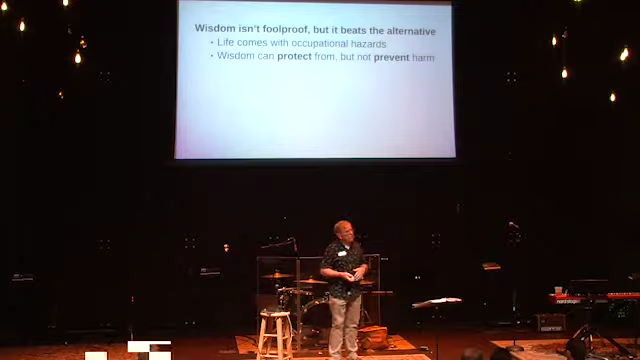 Wisdom isn't foolproof, but it beats the alternative
• Life comes with occupational hazards
• Wisdom can protect from, but not prevent harm
nord